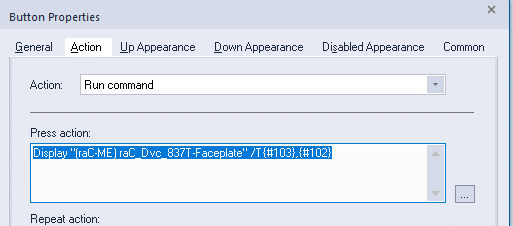 Button Properties
General Action Up Appearance Down Appearance Disabled Appearance Common
Action: Run command
Press action:
Display "(raC-ME) raC_Dvc_837T-Faceplate" /T{#103},{#102}
...
Repeat action: